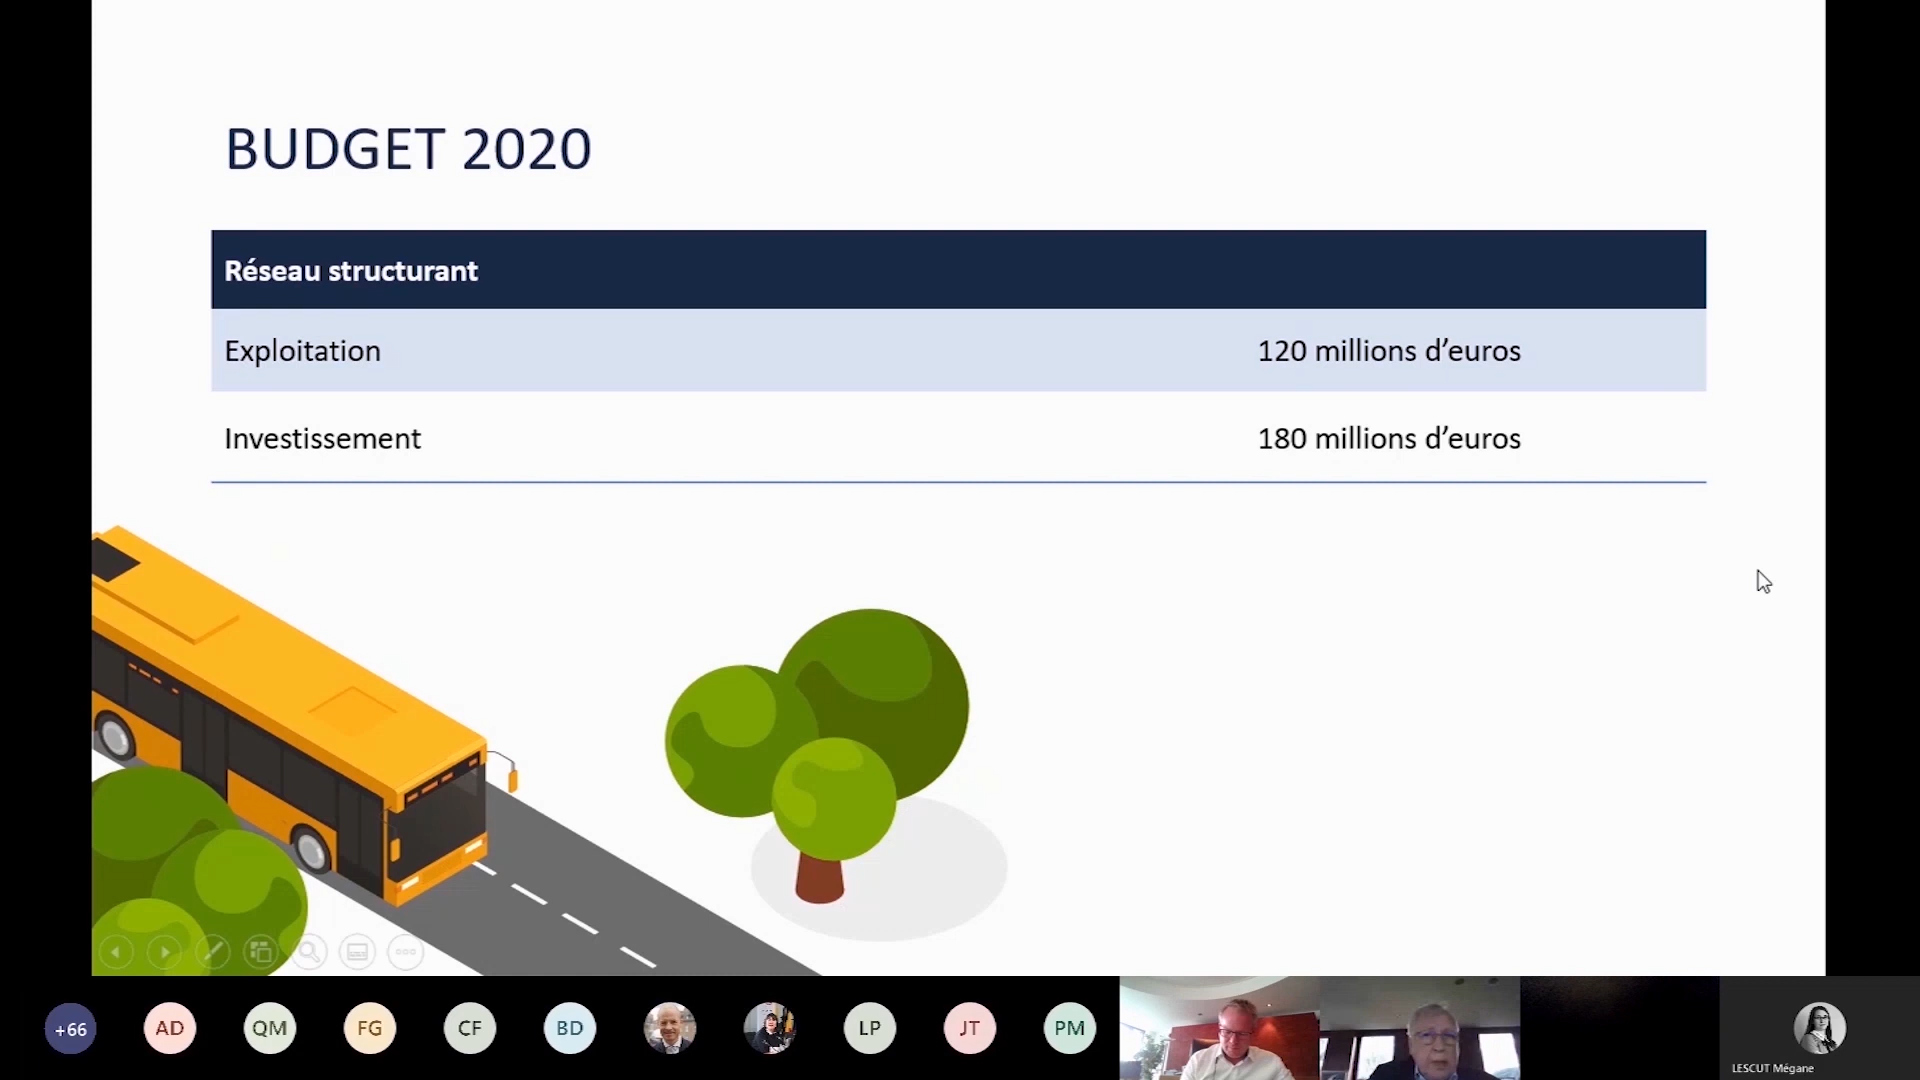 BUDGET 2020
Réseau structurant
Exploitation 120 millions d’euros
Investissement 180 millions d’euros
+66 AD QM FG CF BD LP JT PM
LESCUT Mégane